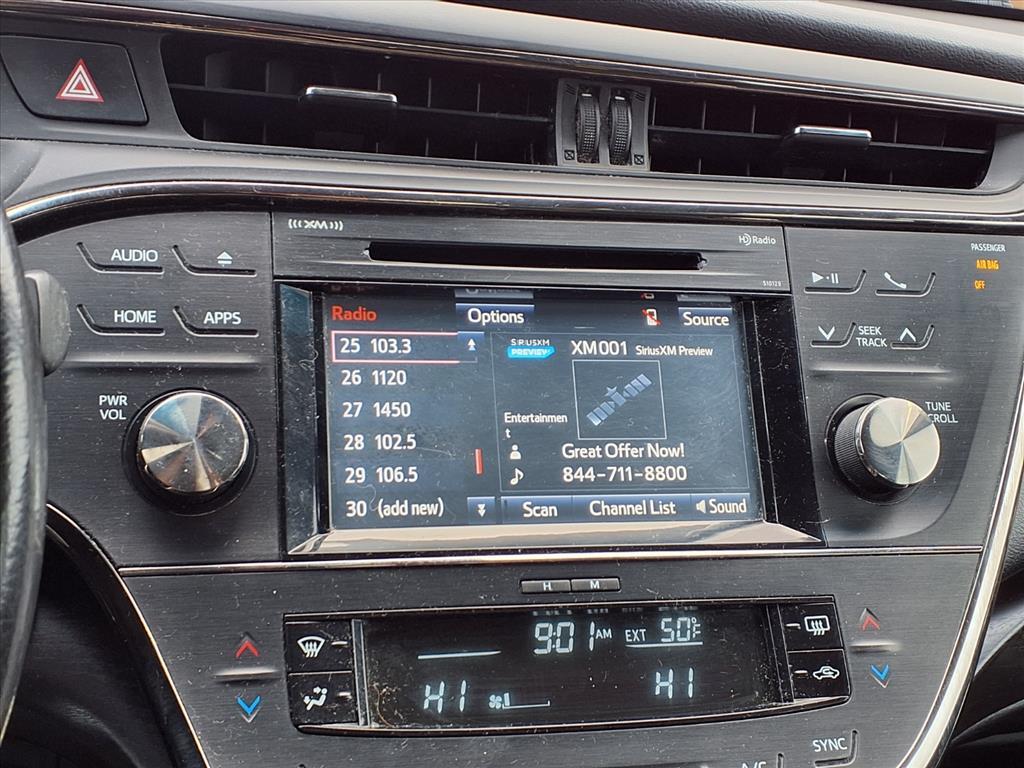 ((( XM )))
HD Radio
510129
PASSENGER
AIR BAG
OFF
AUDIO
HOME
APPS
PWR
VOL
SEEK
TRACK
TUNE
SCROLL
Radio
Options
Source
25 103.3
26 1120
27 1450
28 102.5
29 106.5
30 (add new)
SIRIUSXM
PREVIEW
XM001 SiriusXM Preview
Entertainmen
t
Great Offer Now!
844-711-8800
Scan
Channel List
Sound
H
M
9:01 AM EXT 50°F
HI
HI
SYNC
A/C